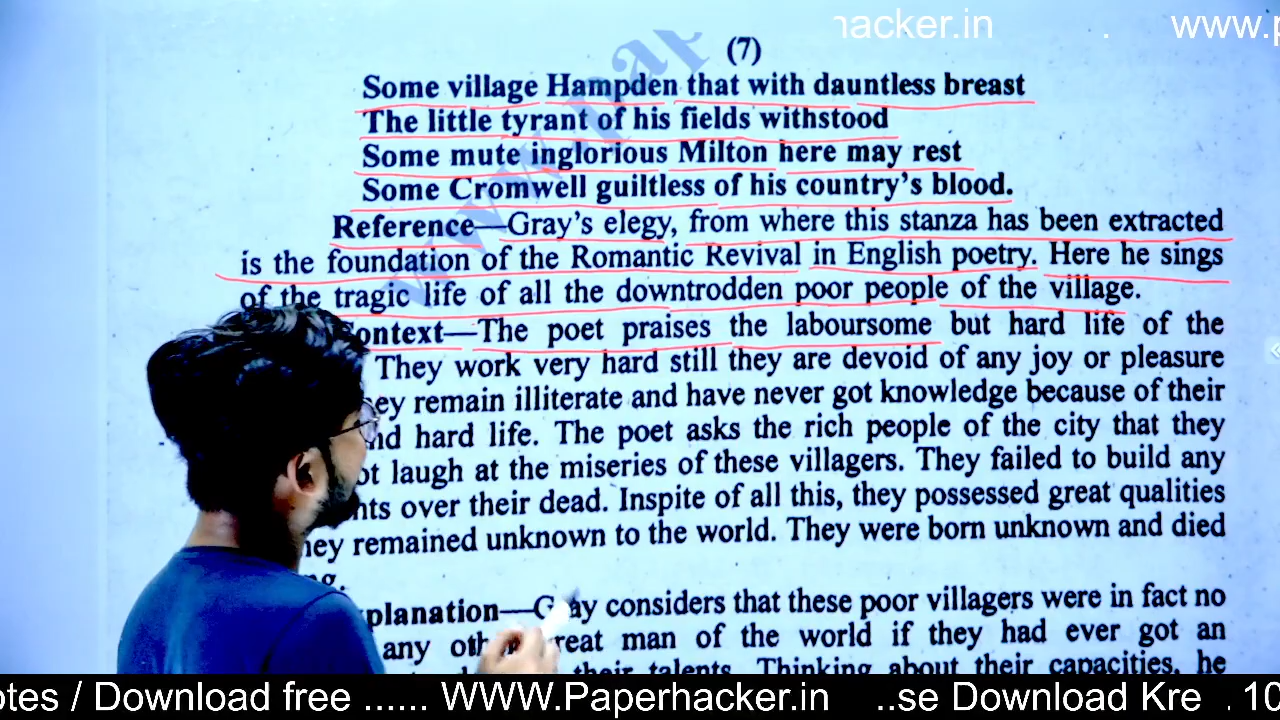 hacker.in . www.p
(7)
Some village Hampden that with dauntless breast
The little tyrant of his fields withstood
Some mute inglorious Milton here may rest
Some Cromwell guiltless of his country's blood.
Reference—Gray's elegy, from where this stanza has been extracted
is the foundation of the Romantic Revival in English poetry. Here he sings
of the tragic life of all the downtrodden poor people of the village.
ontext—The poet praises the laboursome but hard life of the
They work very hard still they are devoid of any joy or pleasure
ey remain illiterate and have never got knowledge because of their
nd hard life. The poet asks the rich people of the city that they
ot laugh at the miseries of these villagers. They failed to build any
nts over their dead. Inspite of all this, they possessed great qualities
hey remained unknown to the world. They were born unknown and died
ng.
planation—Gray considers that these poor villagers were in fact no
any oth reat man of the world if they had ever got an
their talents. Thinking about their capacities, he
www.pap
otes / Download free ...... WWW.Paperhacker.in ..se Download Kre . 10